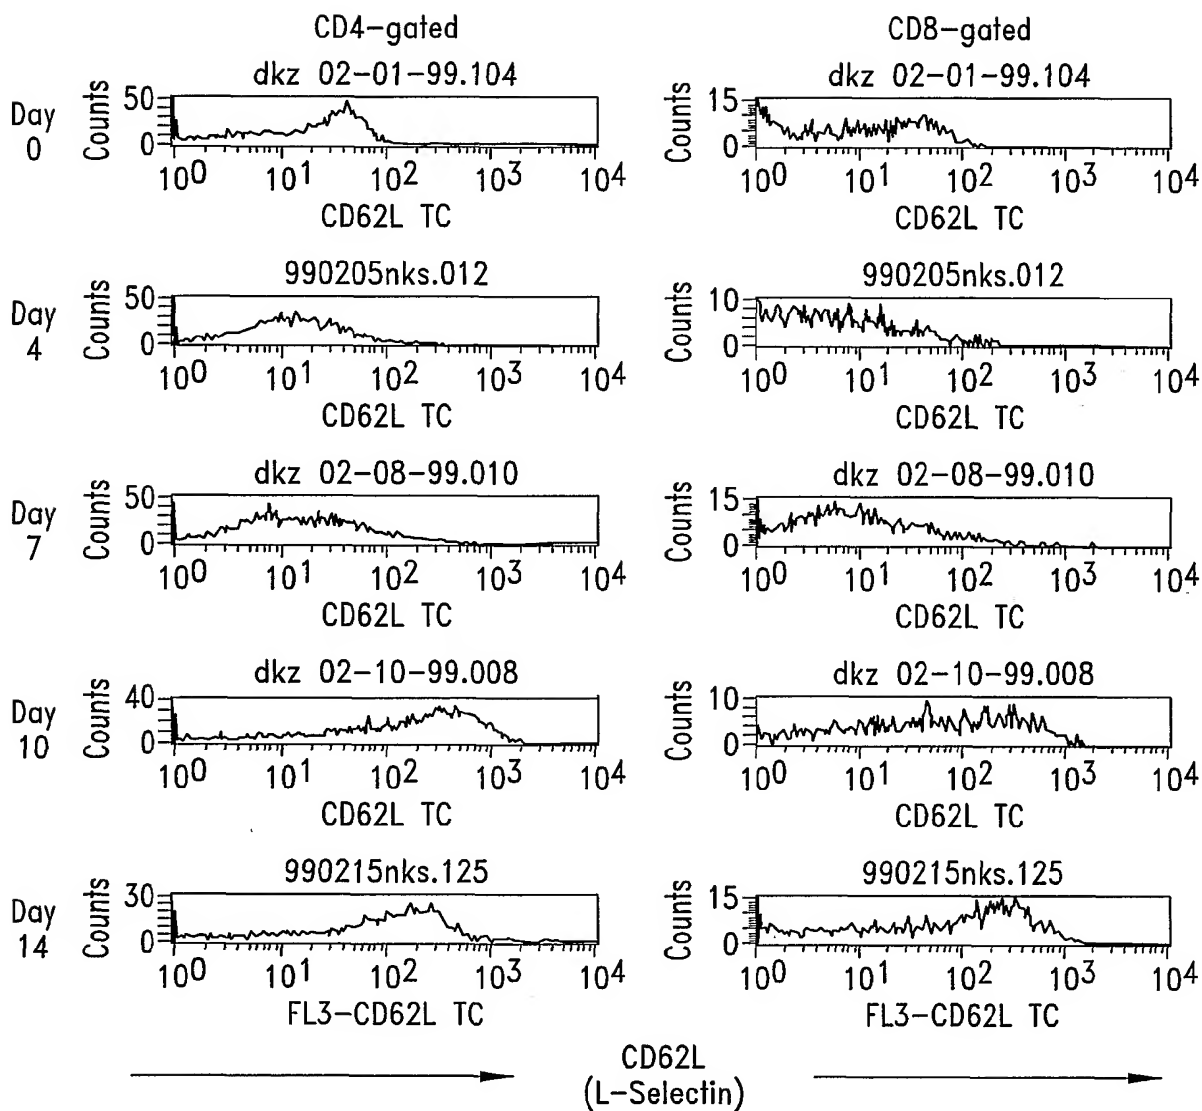 CD4-gated
CD8-gated
dkz 02-01-99.104
dkz 02-01-99.104
Day
0
Counts
50
0
10^0 10^1 10^2 10^3 10^4
CD62L TC
Counts
15
0
10^0 10^1 10^2 10^3 10^4
CD62L TC
990205nks.012
990205nks.012
Day
4
Counts
50
0
10^0 10^1 10^2 10^3 10^4
CD62L TC
Counts
10
0
10^0 10^1 10^2 10^3 10^4
CD62L TC
dkz 02-08-99.010
dkz 02-08-99.010
Day
7
Counts
50
0
10^0 10^1 10^2 10^3 10^4
CD62L TC
Counts
15
0
10^0 10^1 10^2 10^3 10^4
CD62L TC
dkz 02-10-99.008
dkz 02-10-99.008
Day
10
Counts
40
0
10^0 10^1 10^2 10^3 10^4
CD62L TC
Counts
10
0
10^0 10^1 10^2 10^3 10^4
CD62L TC
990215nks.125
990215nks.125
Day
14
Counts
30
0
10^0 10^1 10^2 10^3 10^4
FL3-CD62L TC
Counts
15
0
10^0 10^1 10^2 10^3 10^4
FL3-CD62L TC
CD62L
(L-Selectin)